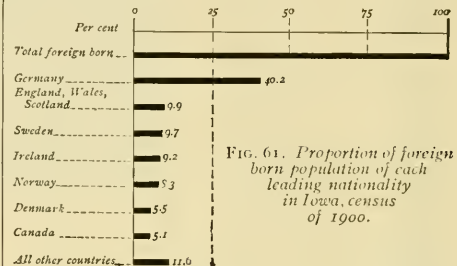 0 25 50 75 100
Per cent
Total foreign born
Germany 40.2
England, Wales,
Scotland 9.9
Sweden 9.7
Ireland 9.2
Norway 8.3
Denmark 5.5
Canada 5.1
All other countries 11.6
FIG. 61. Proportion of foreign
born population of each
leading nationality
in Iowa, census
of 1900.